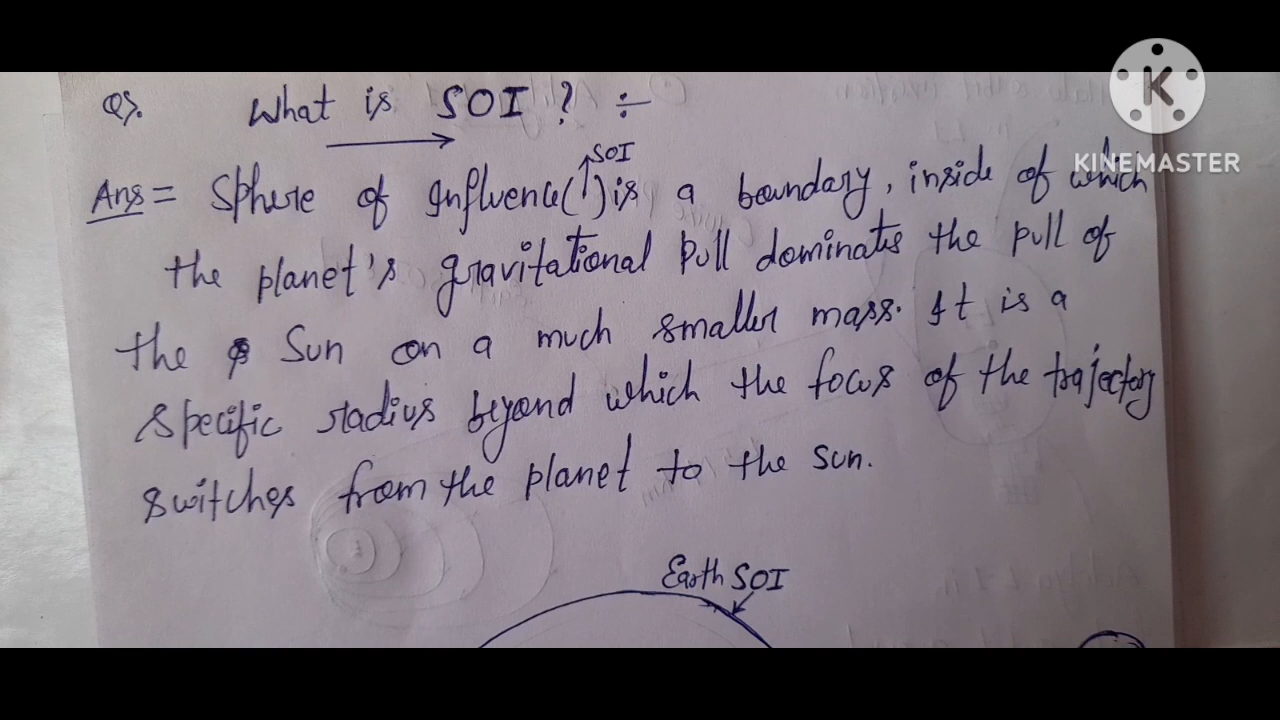 Q). What is SOI ? ÷
KINEMASTER
SOI
Ans = Sphere of Influence( ) is a boundary, inside of which
the planet's gravitational pull dominates the pull of
the Sun on a much smaller mass. It is a
specific radius beyond which the focus of the trajectory
switches from the planet to the sun.
Earth SOI